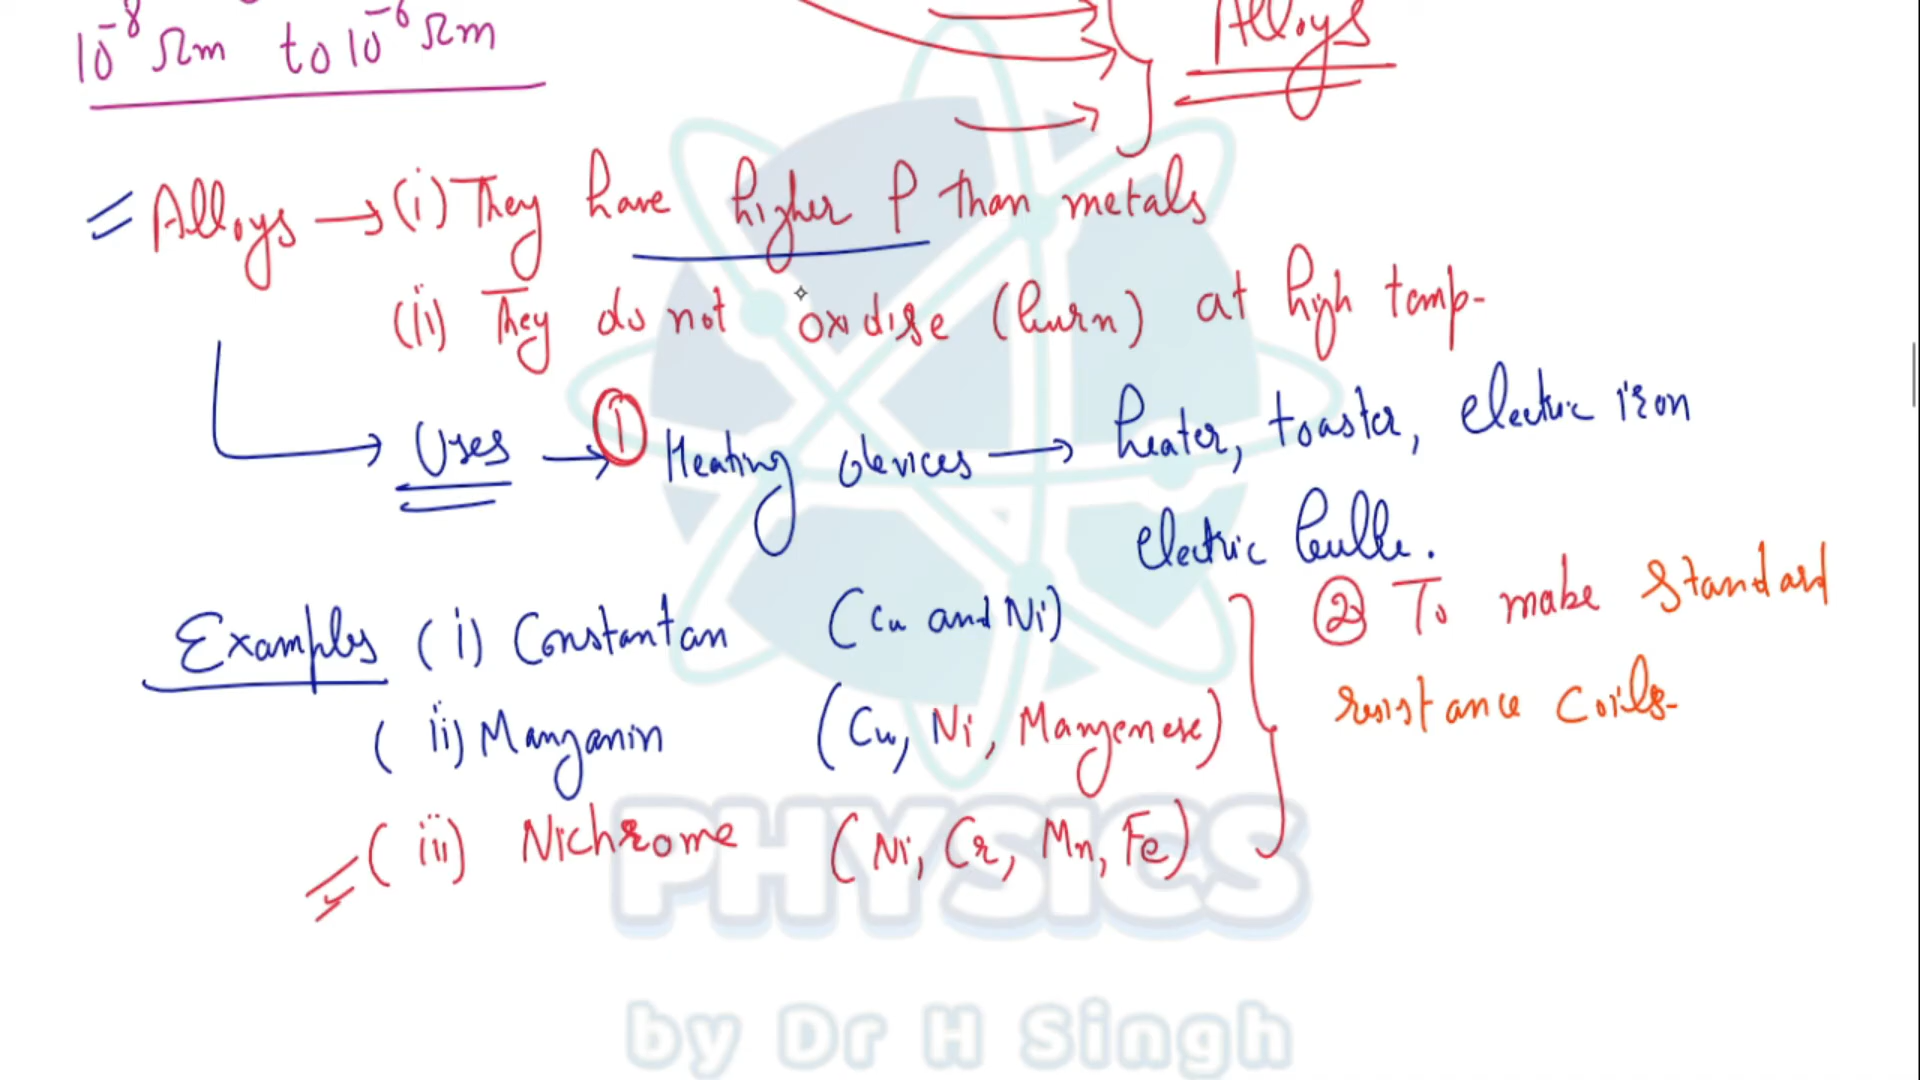 10⁻⁸ Ωm to 10⁻⁶ Ωm
Alloys
Alloys → (i) They have higher ρ than metals
(ii) They do not oxidise (burn) at high temp-
Uses → ① Heating devices → heater, toaster, electric iron
electric bulb.
② To make standard
resistance coils-
Examples (i) Constantan (Cu and Ni)
(ii) Manganin (Cu, Ni, Mangenese)
(iii) Nichrome (Ni, Cr, Mn, Fe)
PHYSICS
by Dr H Singh